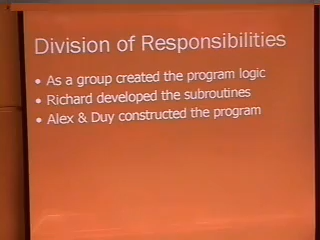 Division of Responsibilities
• As a group created the program logic
• Richard developed the subroutines
• Alex & Duy constructed the program